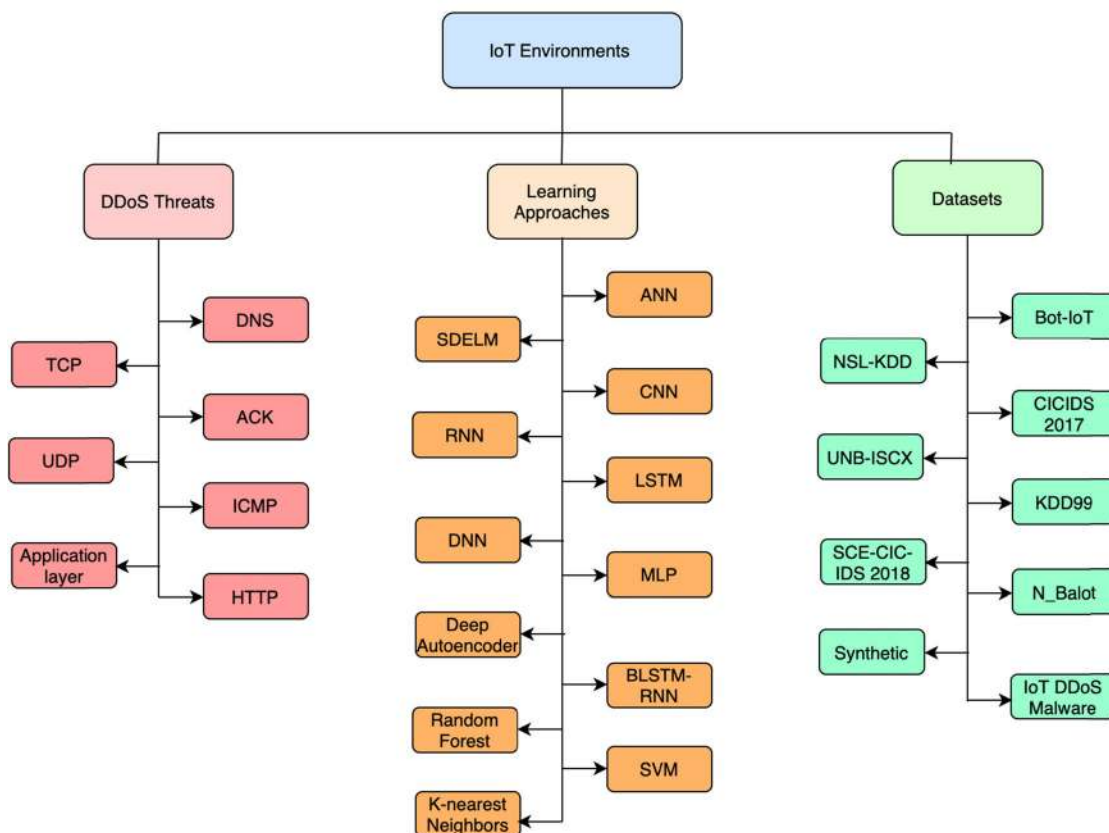 IoT Environments
DDoS Threats
Learning
Approaches
Datasets
DNS
TCP
ACK
UDP
ICMP
Application
layer
HTTP
ANN
SDELM
CNN
RNN
LSTM
DNN
MLP
Deep
Autoencoder
BLSTM-
RNN
Random
Forest
SVM
K-nearest
Neighbors
Bot-IoT
NSL-KDD
CICIDS
2017
UNB-ISCX
KDD99
SCE-CIC-
IDS 2018
N_Balot
Synthetic
IoT DDoS
Malware